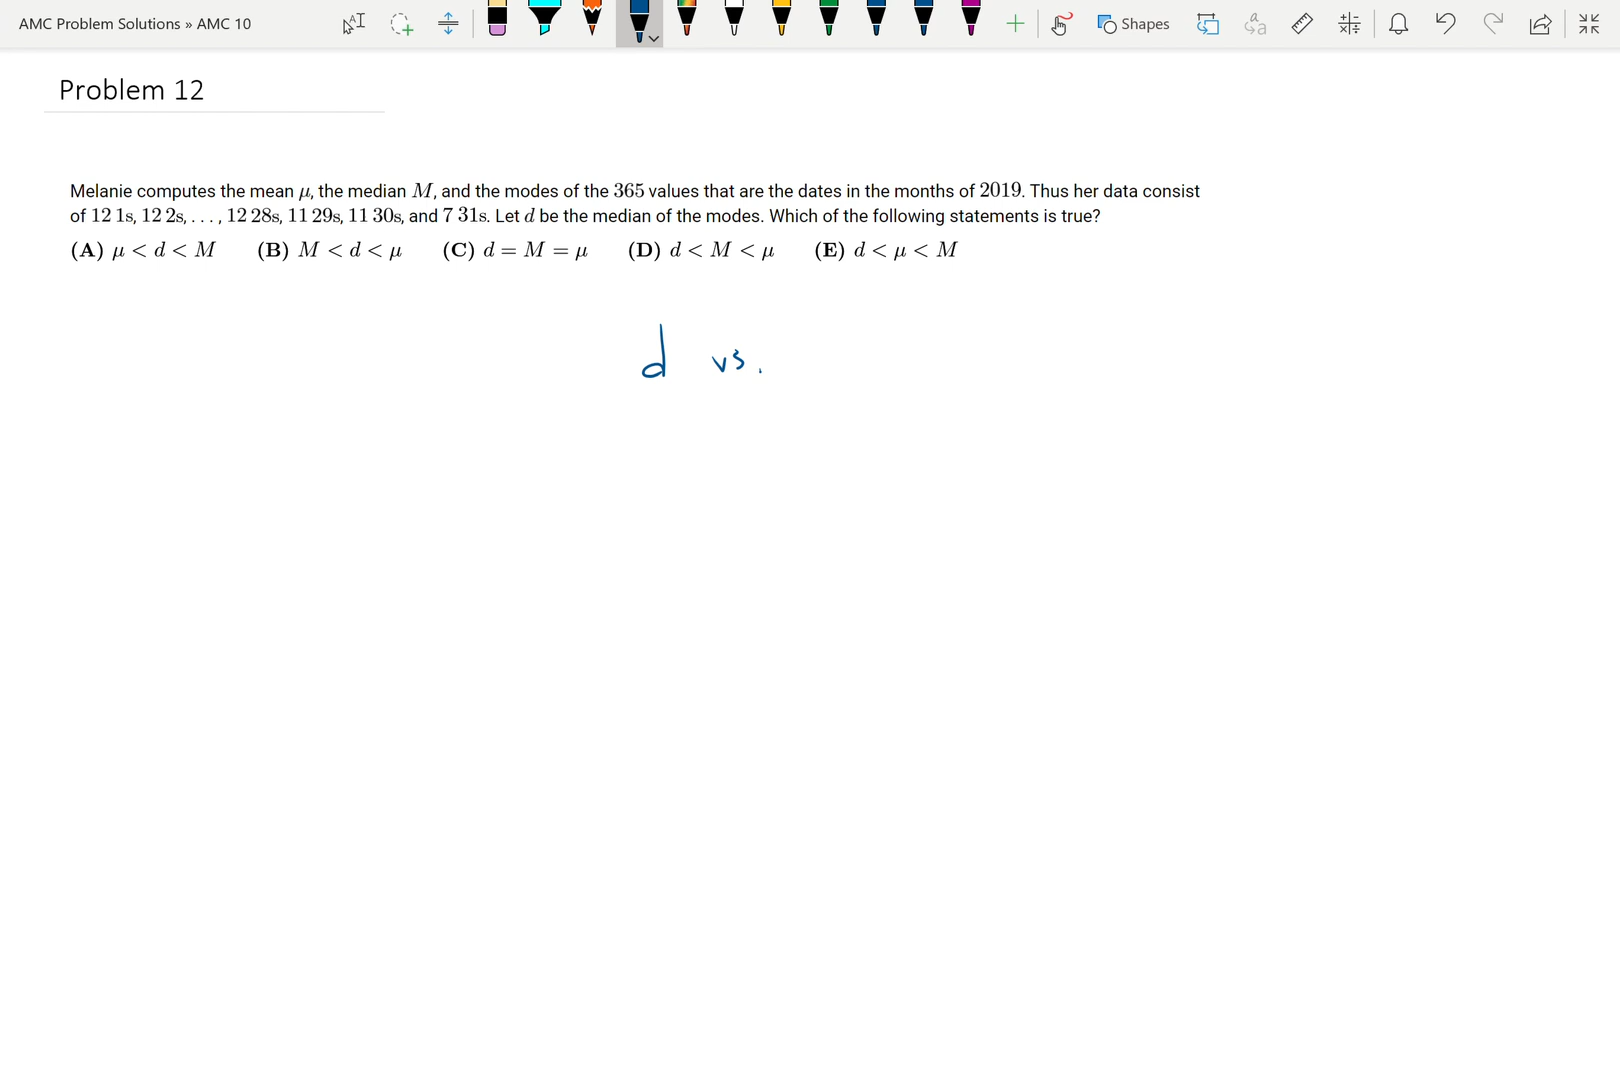 AMC Problem Solutions » AMC 10 Shapes
Problem 12
Melanie computes the mean μ, the median M, and the modes of the 365 values that are the dates in the months of 2019. Thus her data consist
of 12 1s, 12 2s, . . . , 12 28s, 11 29s, 11 30s, and 7 31s. Let d be the median of the modes. Which of the following statements is true?
(A) μ < d < M (B) M < d < μ (C) d = M = μ (D) d < M < μ (E) d < μ < M
d vs.